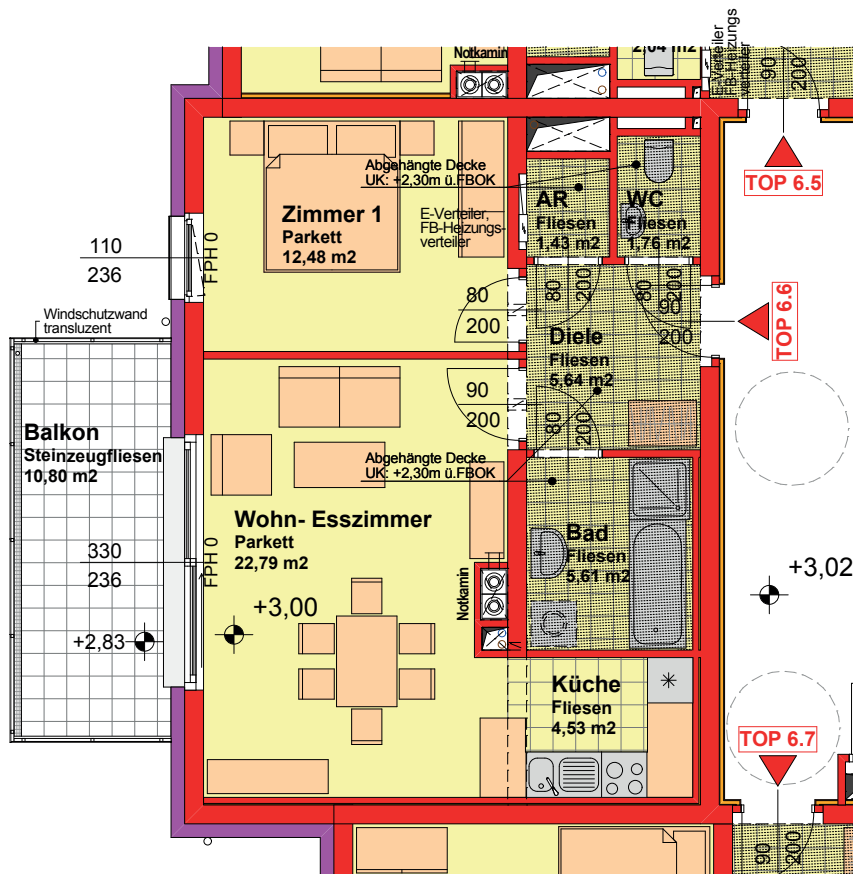 Notkamin
2,04 m2
E-Verteiler
FB-Heizungs
verteiler
90
200
TOP 6.5
Abgehängte Decke
UK: +2,30m ü.FBOK
AR
Fliesen
1,43 m2
WC
Fliesen
1,76 m2
Zimmer 1
Parkett
12,48 m2
E-Verteiler,
FB-Heizungs-
verteiler
110
236
FPH 0
80
200
80
200
80
200
90
200
TOP 6.6
Windschutzwand
transluzent
Diele
Fliesen
5,64 m2
90
200
80
200
Balkon
Steinzeugfliesen
10,80 m2
Abgehängte Decke
UK: +2,30m ü.FBOK
Wohn- Esszimmer
Parkett
22,79 m2
Bad
Fliesen
5,61 m2
330
236
FPH 0
Notkamin
+3,02
+3,00
+2,83
Küche
Fliesen
4,53 m2
TOP 6.7
90
200